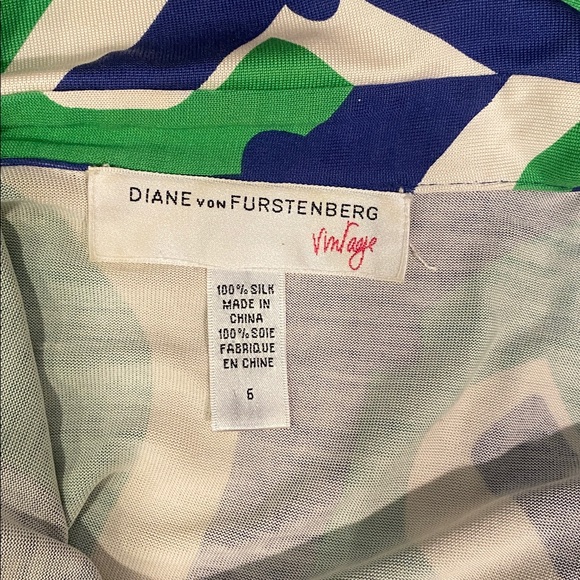 DIANE VON FURSTENBERG
vintage
100% SILK
MADE IN
CHINA
100% SOIE
FABRIQUE
EN CHINE
6